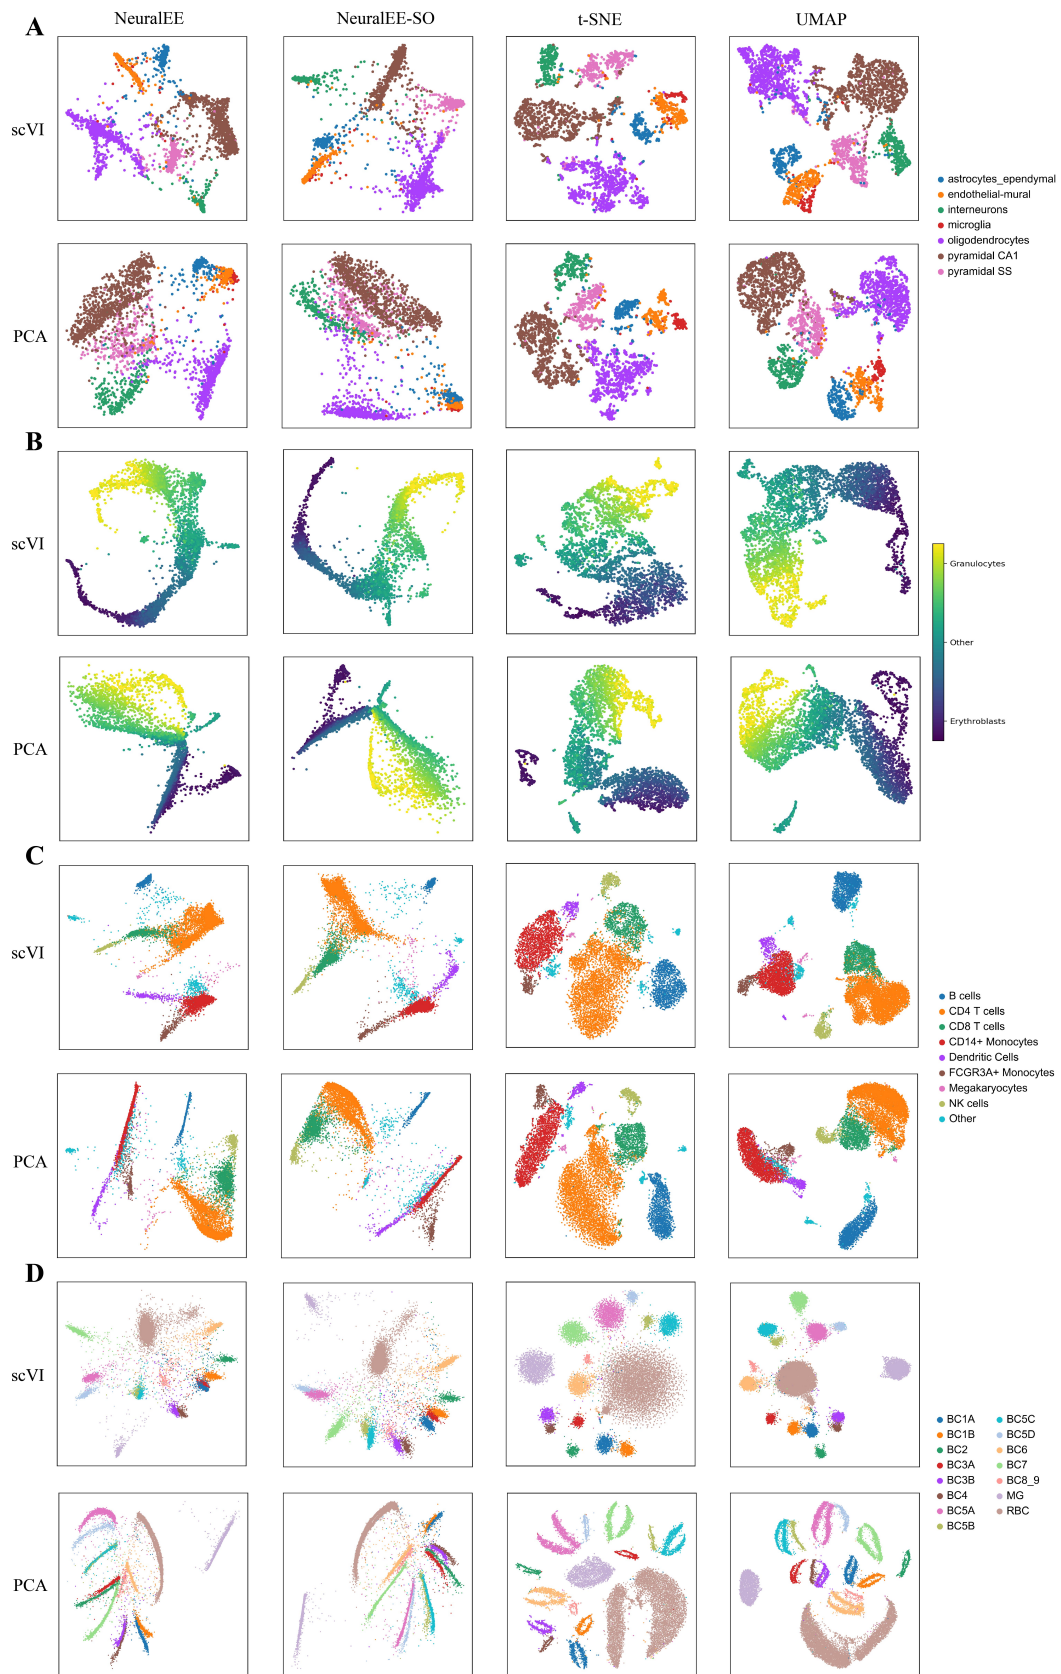 NeuralEE NeuralEE-SO t-SNE UMAP
A
scVI
astrocytes_ependymal
endothelial-mural
interneurons
microglia
oligodendrocytes
pyramidal CA1
pyramidal SS
PCA
B
scVI
Granulocytes
Other
Erythroblasts
PCA
C
scVI
B cells
CD4 T cells
CD8 T cells
CD14+ Monocytes
Dendritic Cells
FCGR3A+ Monocytes
Megakaryocytes
NK cells
Other
PCA
D
scVI
BC1A BC5C
BC1B BC5D
BC2 BC6
BC3A BC7
BC3B BC8_9
BC4 MG
BC5A RBC
BC5B
PCA